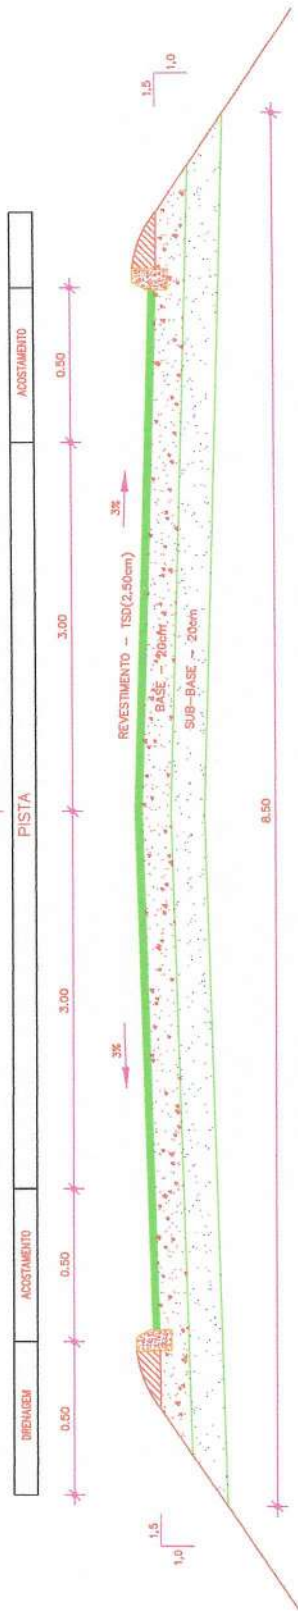 DRENAGEM
ACOSTAMENTO
PISTA
ACOSTAMENTO
0.50
0.50
3.00
3.00
0.50
3%
REVESTIMENTO - TSD(2,50cm)
3%
BASE - 20cm
SUB-BASE - 20cm
1,5
1,0
1,5
1,0
8.50